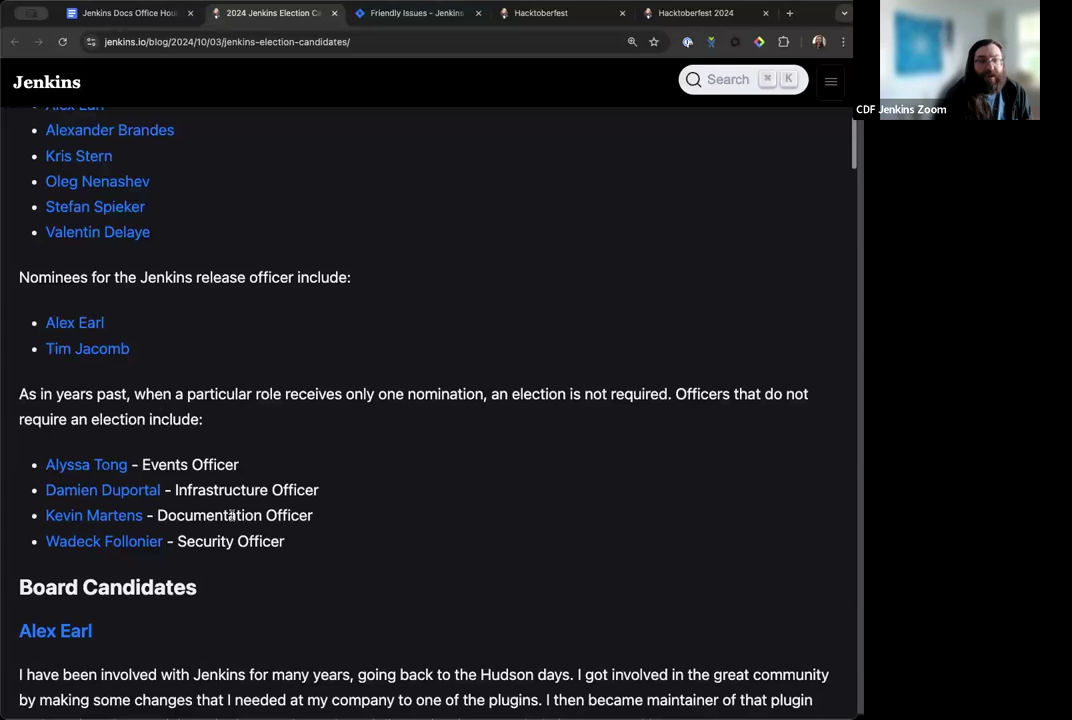 Jenkins Docs Office Hou
2024 Jenkins Election Ca
Friendly Issues - Jenkins
Hacktoberfest
Hacktoberfest 2024
jenkins.io/blog/2024/10/03/jenkins-election-candidates/
Jenkins
Search ⌘ K
CDF Jenkins Zoom
Alex Earl
Alexander Brandes
Kris Stern
Oleg Nenashev
Stefan Spieker
Valentin Delaye
Nominees for the Jenkins release officer include:
Alex Earl
Tim Jacomb
As in years past, when a particular role receives only one nomination, an election is not required. Officers that do not
require an election include:
Alyssa Tong - Events Officer
Damien Duportal - Infrastructure Officer
Kevin Martens - Documentation Officer
Wadeck Follonier - Security Officer
Board Candidates
Alex Earl
I have been involved with Jenkins for many years, going back to the Hudson days. I got involved in the great community
by making some changes that I needed at my company to one of the plugins. I then became maintainer of that plugin